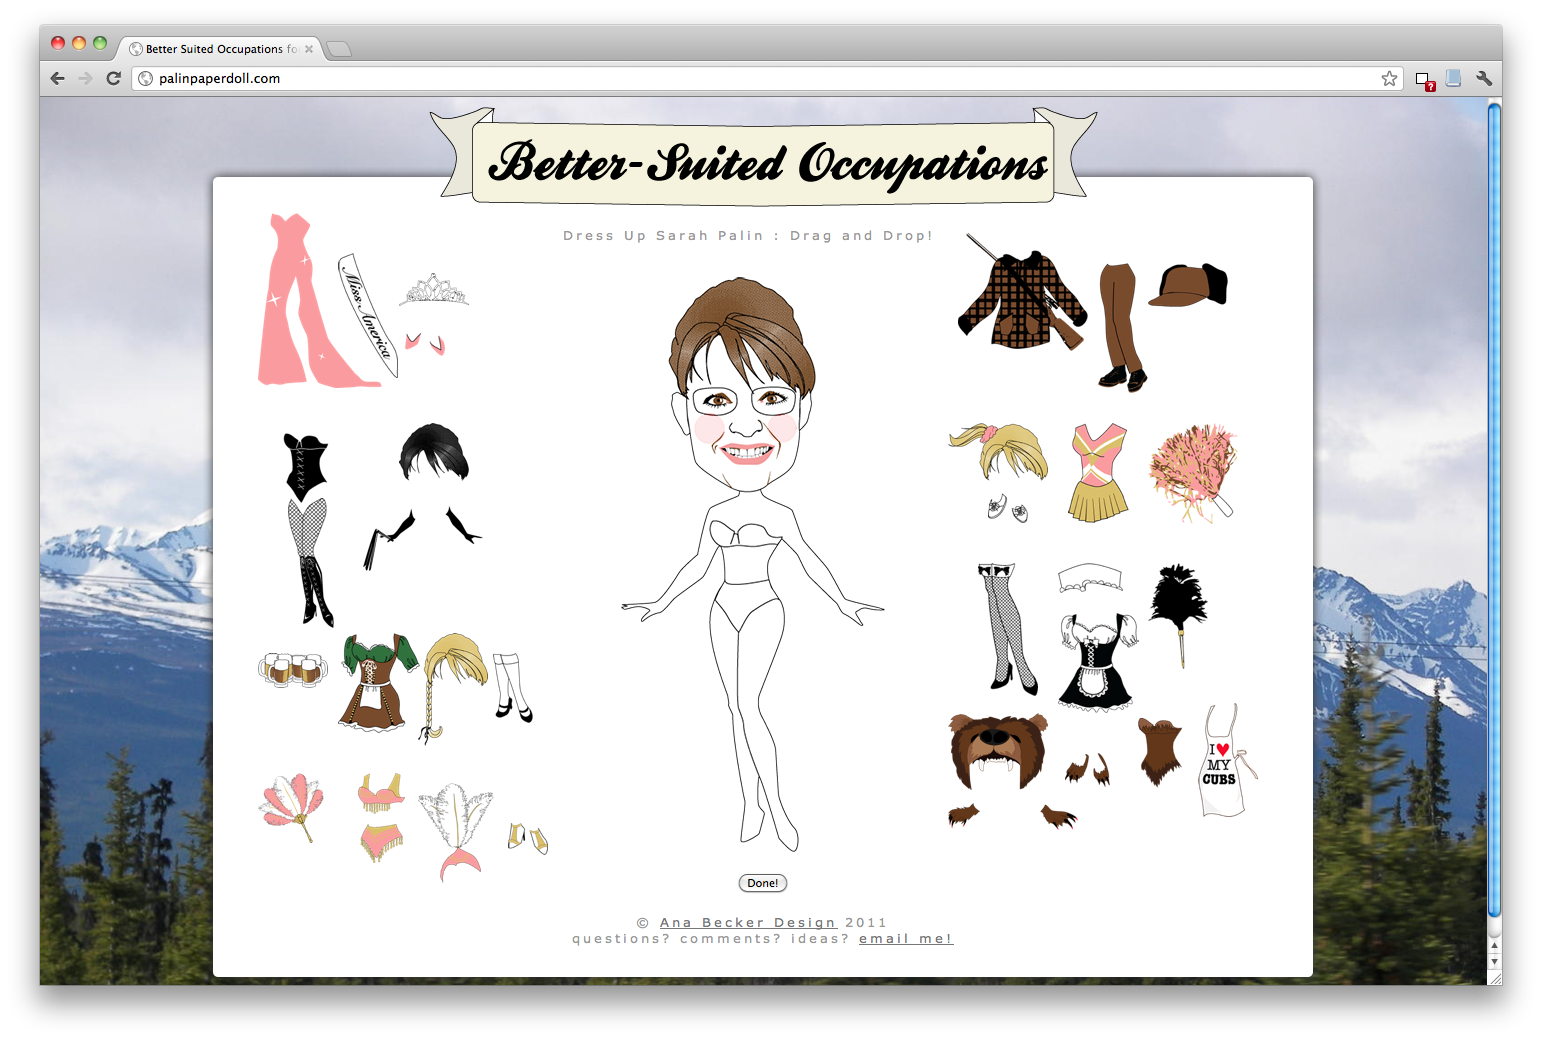 Better Suited Occupations fo
palinpaperdoll.com
Better-Suited Occupations
Dress Up Sarah Palin : Drag and Drop!
Miss America
I ♥
MY
CUBS
Done!
© Ana Becker Design 2011
questions? comments? ideas? email me!